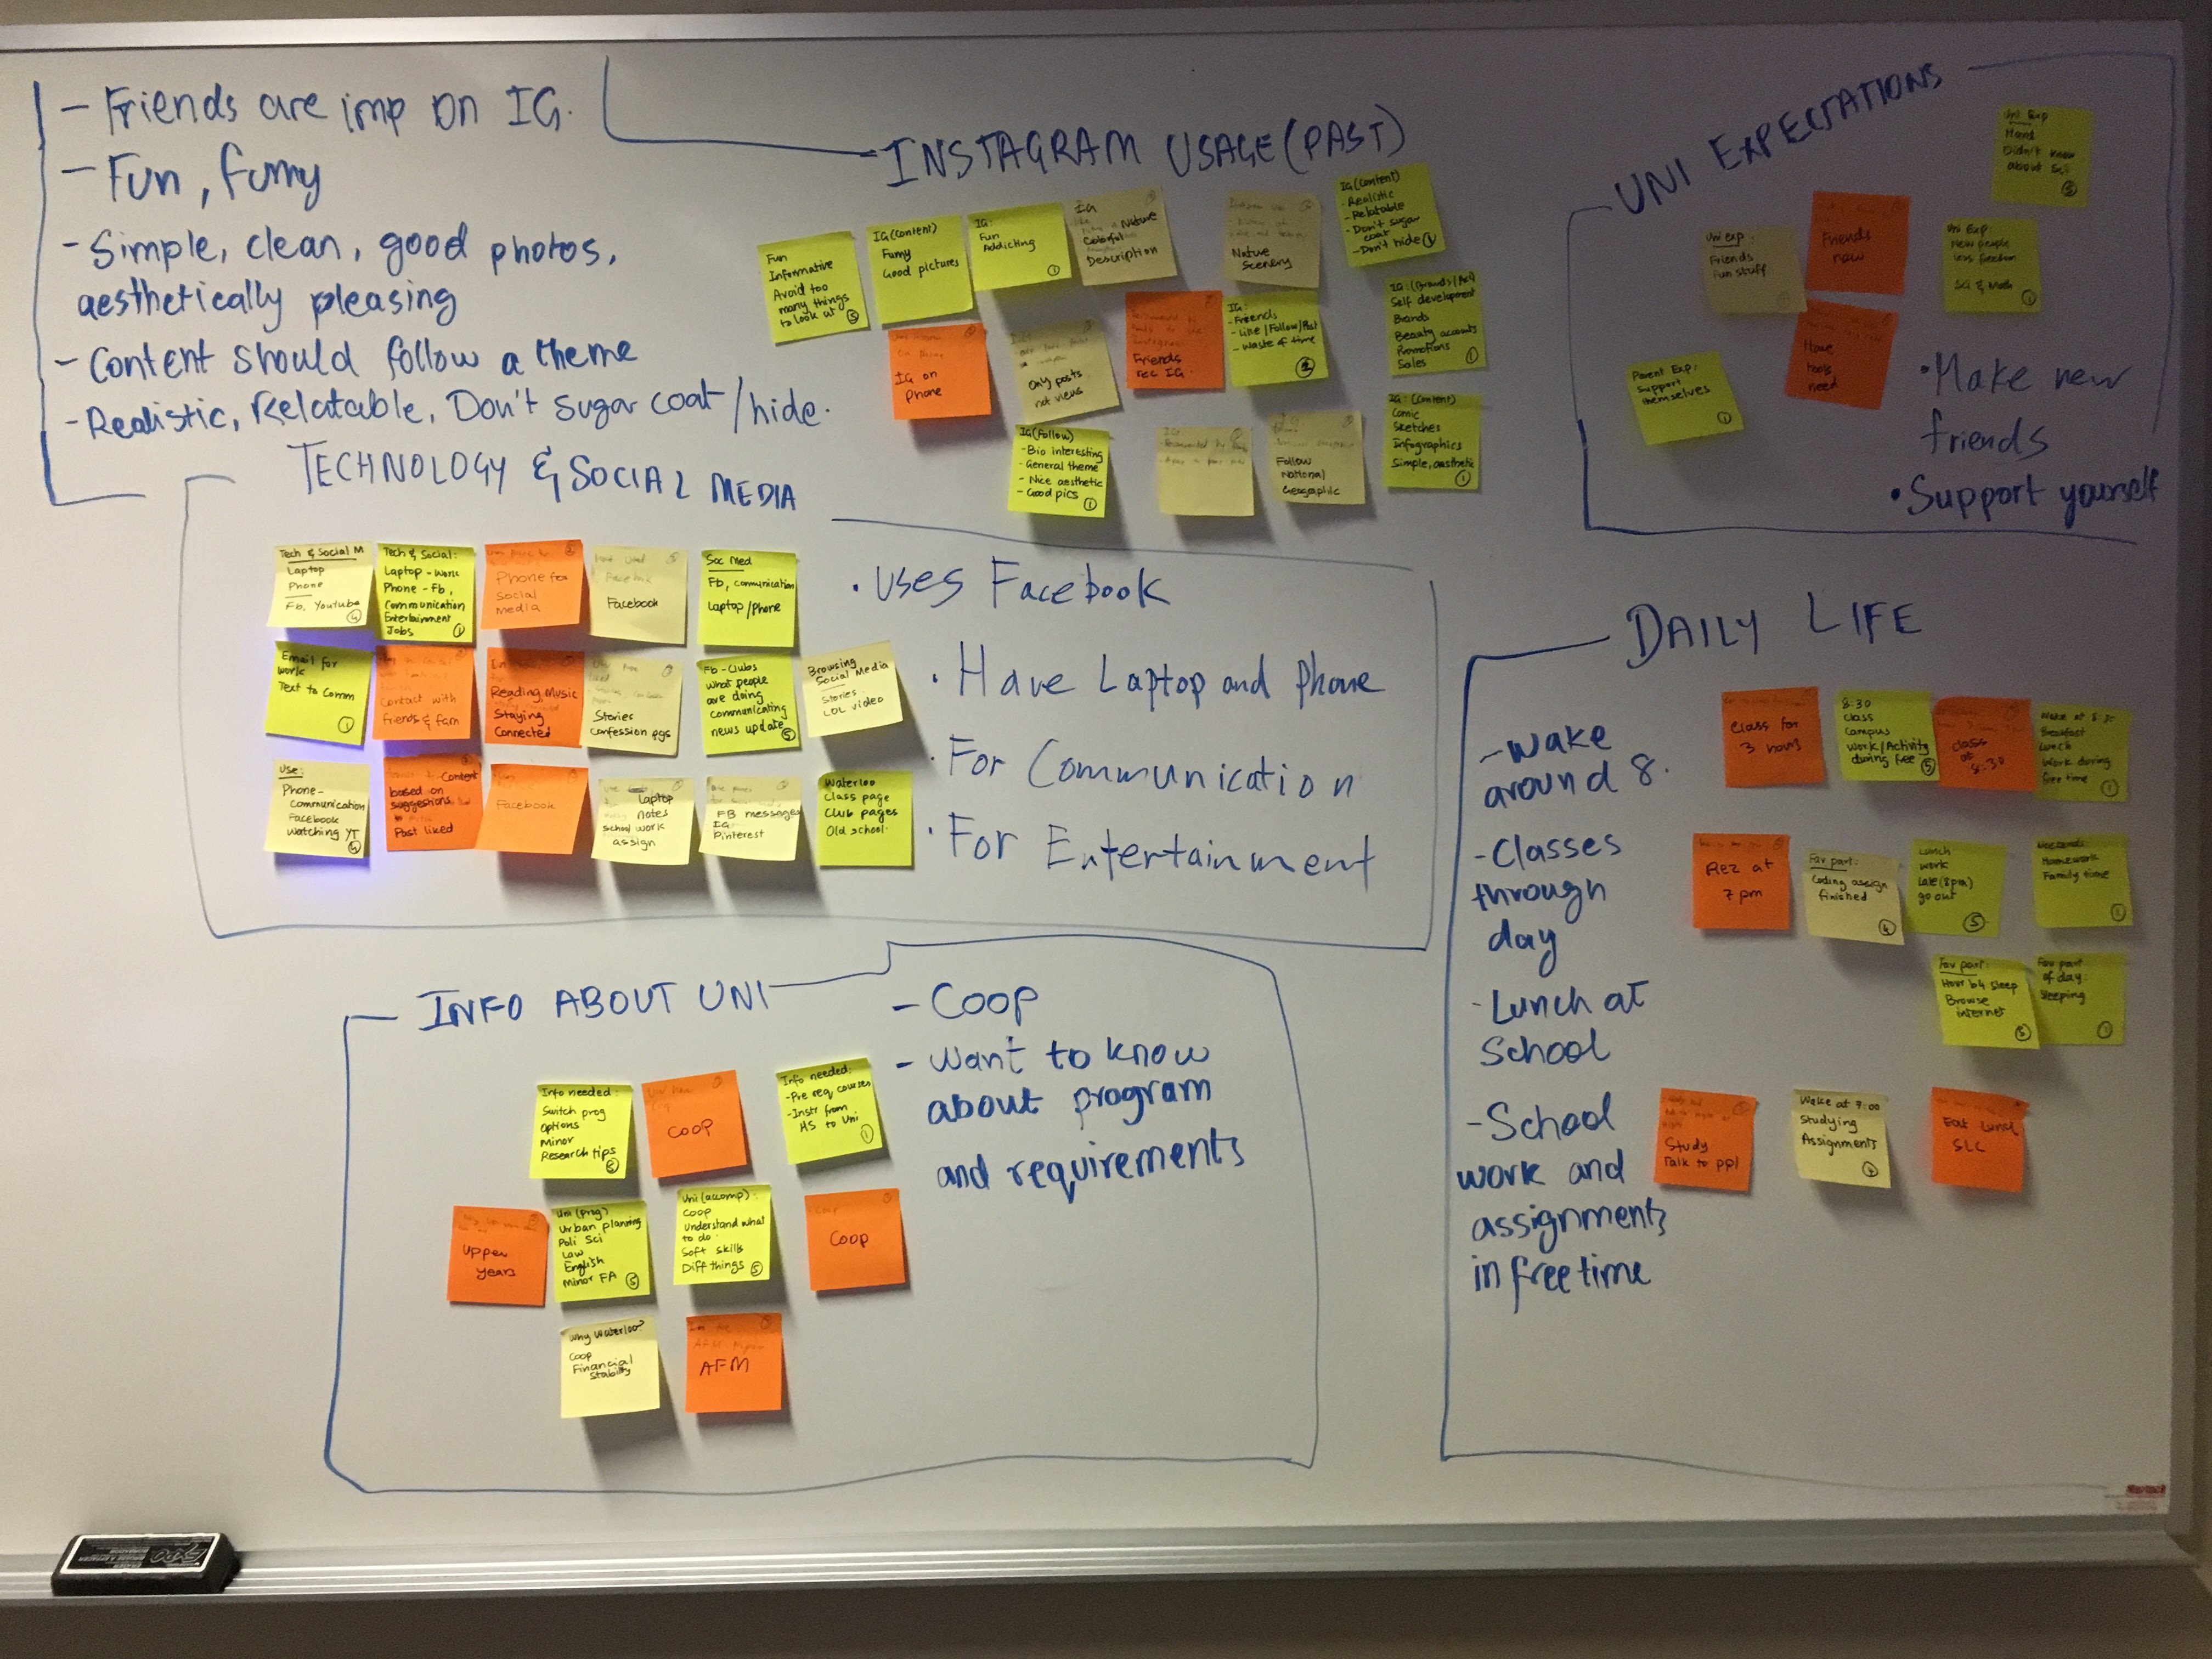 - Friends are imp on IG.
- Fun, funny
- Simple, clean, good photos,
aesthetically pleasing
- Content should follow a theme
- Realistic, Relatable, Don't sugar coat/hide.
INSTAGRAM USAGE (PAST)
Fun
Informative
Avoid too
many things
to look at 5
IG (Content)
Funny
Good pictures
IG:
Fun
Addicting
1
IG
Nature
Colorful
Description
Nature
Scenery
IG (Content)
- Realistic
- Relatable
- Don't sugar
coat
- Don't hide 1
IG on
phone
Only posts
not views
Friends
rec IG.
IG:
- Friends
- Like/Follow/Post
- Waste of time
2
Self development
Brands
Beauty accounts
Promotions
Sales
1
IG (Follow)
- Bio interesting
- General theme
- Nice aesthetic
- Good pics
1
Follow
National
Geographic
IG: (Content)
Comic
Sketches
Infographics
Simple, aesthetic
1
UNI EXPECTATIONS
Uni Exp
Hard
Didn't know
about Sci
Uni exp:
Friends
Fun stuff
Friends
now
Uni Exp
New people
less freedom
Sci & Math
1
Have
tools
need
Parent Exp:
Support
themselves
1
• Make new
friends
• Support yourself
TECHNOLOGY & SOCIAL MEDIA
Tech & Social M
Laptop
Phone
Fb, Youtube
4
Tech & Social:
Laptop - Work
Phone - Fb,
Communication
Entertainment
Jobs 1
Phone for
Social
media
Facebook
Facebook
Soc Med
Fb, communication
Laptop/Phone
Email for
work
Text to Comm
1
Contact with
friends & fam
Reading, Music
Staying
Connected
Stories
confession pgs
Fb - Clubs
what people
are doing
communicating
news update 5
Browsing
Social Media
Stories
LOL video
Use:
Phone -
communication
Facebook
Watching YT
4
Content
based on
suggestions
Past liked
Facebook
Laptop
notes
school work
assign
FB messages
IG
Pinterest
Waterloo
Class page
Club pages
Old school.
• Uses Facebook
• Have Laptop and phone
• For Communication
• For Entertainment
INFO ABOUT UNI
Info needed:
Switch prog
options
Minor
Research tips
5
COOP
Info needed:
- Pre req courses
- Instr from
HS to Uni
1
Upper
Years
Uni (prog)
Urban planning
Poli Sci
Law
English
Minor FA 5
Uni (accomp):
coop
Understand what
to do.
Soft skills
Diff things 5
Coop
Why Waterloo?
Coop
Financial
Stability
AFM
- Coop
- Want to know
about program
and requirements
DAILY LIFE
- Wake
around 8.
- Classes
through
day
- Lunch at
School
- School
work and
assignments
in free time
Class for
3 hours
8:30
class
campus
Work/Activity
during free 5
class
at
8:30
Breakfast
Lunch
Work during
free time
1
Rez at
7 pm
Fav part:
Coding assign
finished
4
Lunch
work
Late (8pm)
go out
5
Weekends
Homework
Family time
Fav part:
Hour b4 sleep
Browse
internet
5
Fav part
of day:
Sleeping
Study
Talk to ppl
Wake at 7:00
Studying
Assignments
4
Eat Lunch
SLC
EXPO